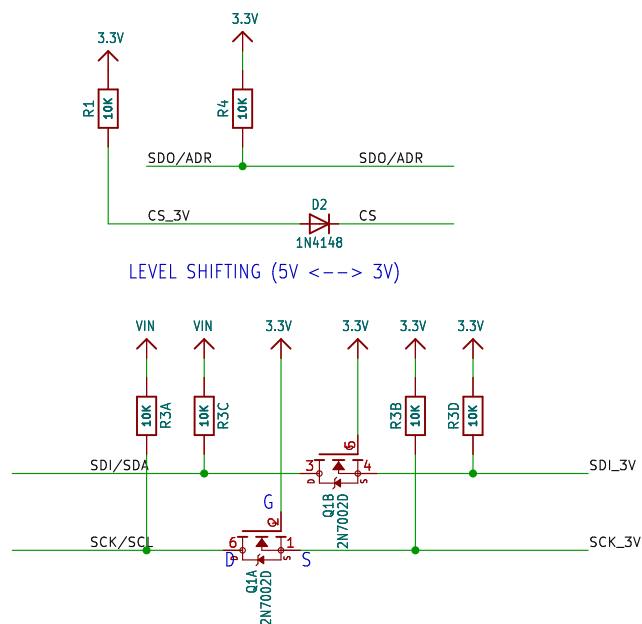 3.3V
3.3V
R1
10K
R4
10K
SDO/ADR
SDO/ADR
D2
CS_3V
CS
1N4148
LEVEL SHIFTING (5V <---> 3V)
VIN
VIN
3.3V
3.3V
3.3V
3.3V
10K
R3A
10K
R3C
10K
R3B
10K
R3D
5
SDI/SDA
3
4
SDI_3V
D
S
Q1B
2N7002D
G
2
SCK/SCL
6
1
SCK_3V
D
S
D
S
Q1A
2N7002D